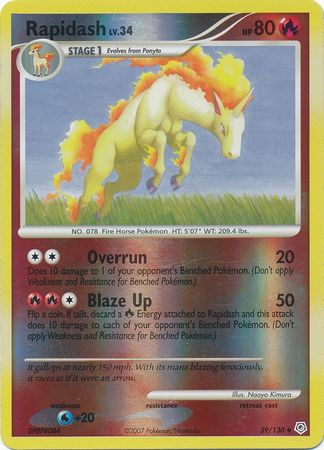 Rapidash LV.34 HP 80
STAGE 1 Evolves from Ponyta
NO. 078 Fire Horse Pokémon HT: 5'07" WT: 209.4 lbs.
Overrun 20
Does 10 damage to 1 of your opponent's Benched Pokémon. (Don't apply
Weakness and Resistance for Benched Pokémon.)
Blaze Up 50
Flip a coin. If tails, discard a Energy attached to Rapidash and this attack
does 10 damage to each of your opponent's Benched Pokémon. (Don't apply
Weakness and Resistance for Benched Pokémon.)
It gallops at nearly 150 mph. With its mane blazing ferociously,
it races as if it were an arrow.
Illus. Naoyo Kimura
weakness resistance retreat cost
+20
DPBP#084 ©2007 Pokémon/Nintendo 59/130